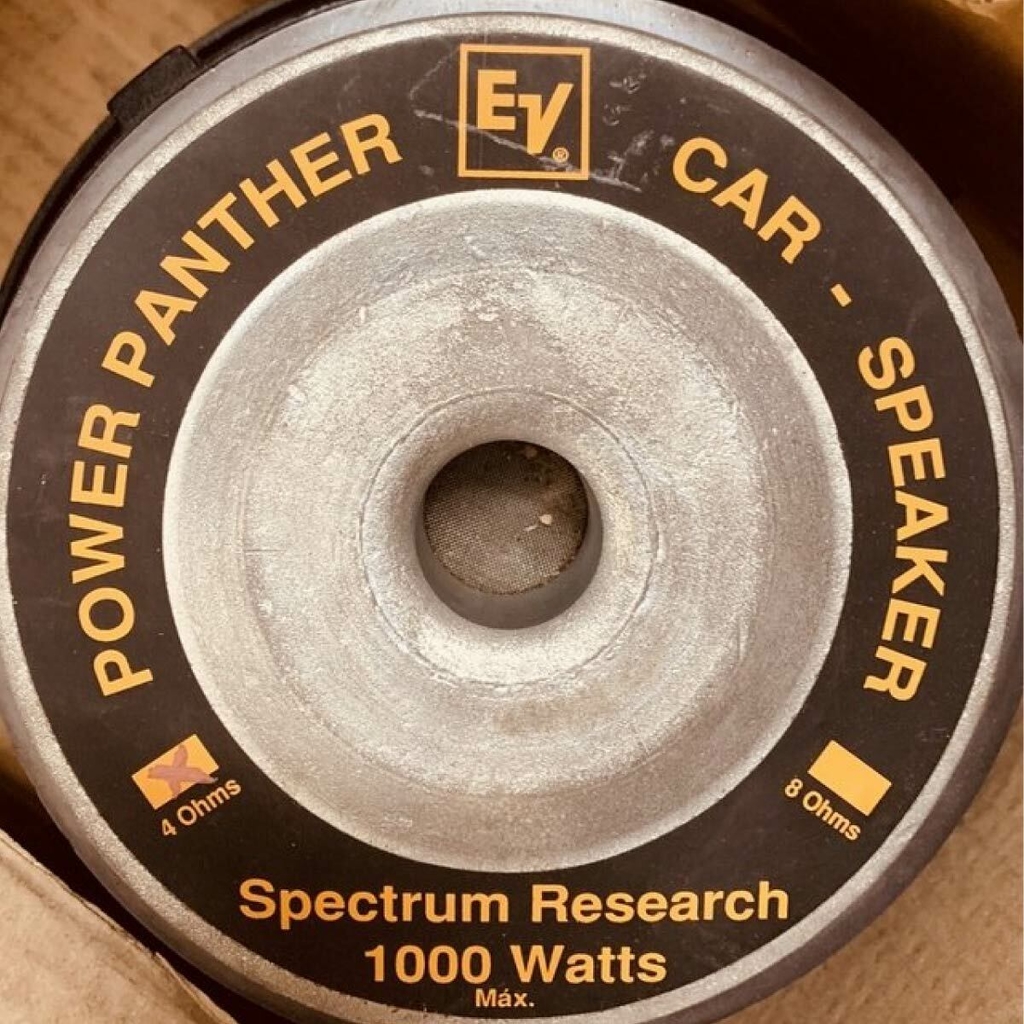 EV®
POWER PANTHER
CAR - SPEAKER
4 Ohms
8 Ohms
Spectrum Research
1000 Watts
Máx.